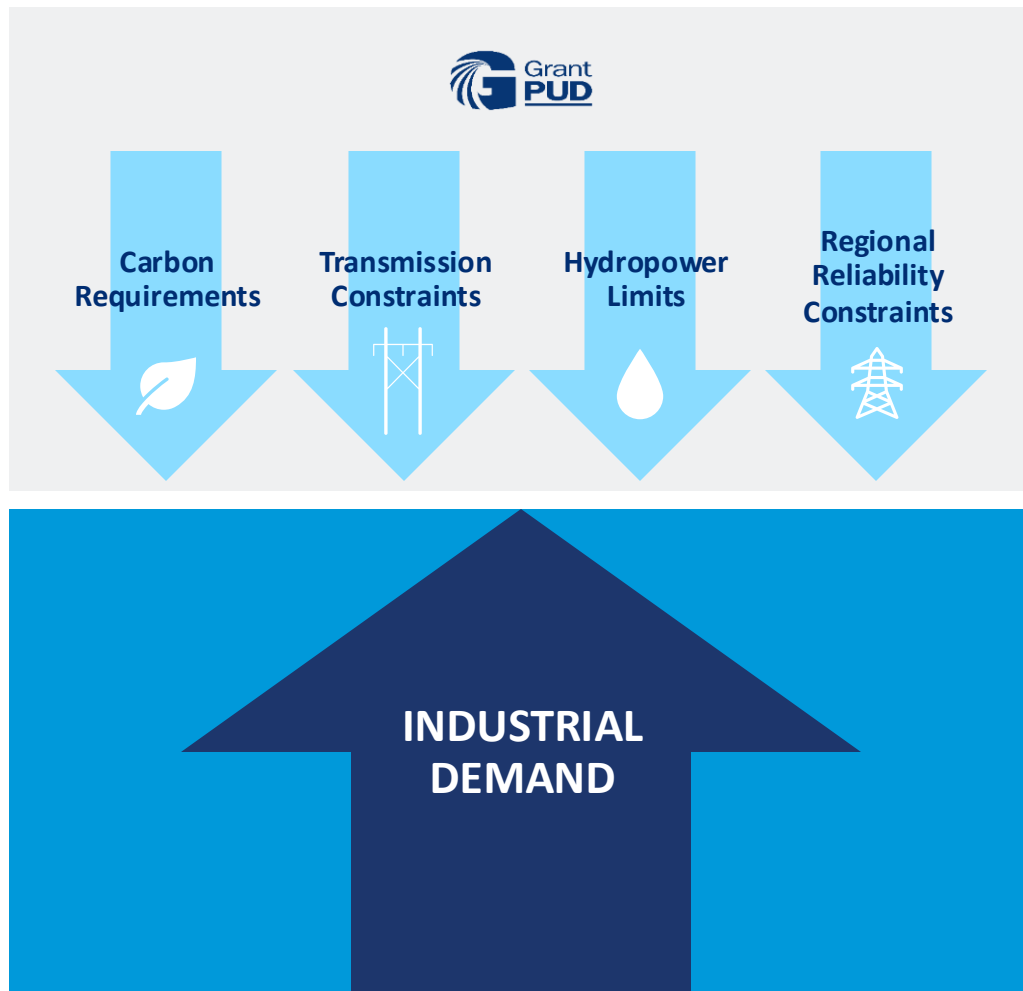 Grant
PUD
Carbon
Requirements
Transmission
Constraints
Hydropower
Limits
Regional
Reliability
Constraints
INDUSTRIAL
DEMAND